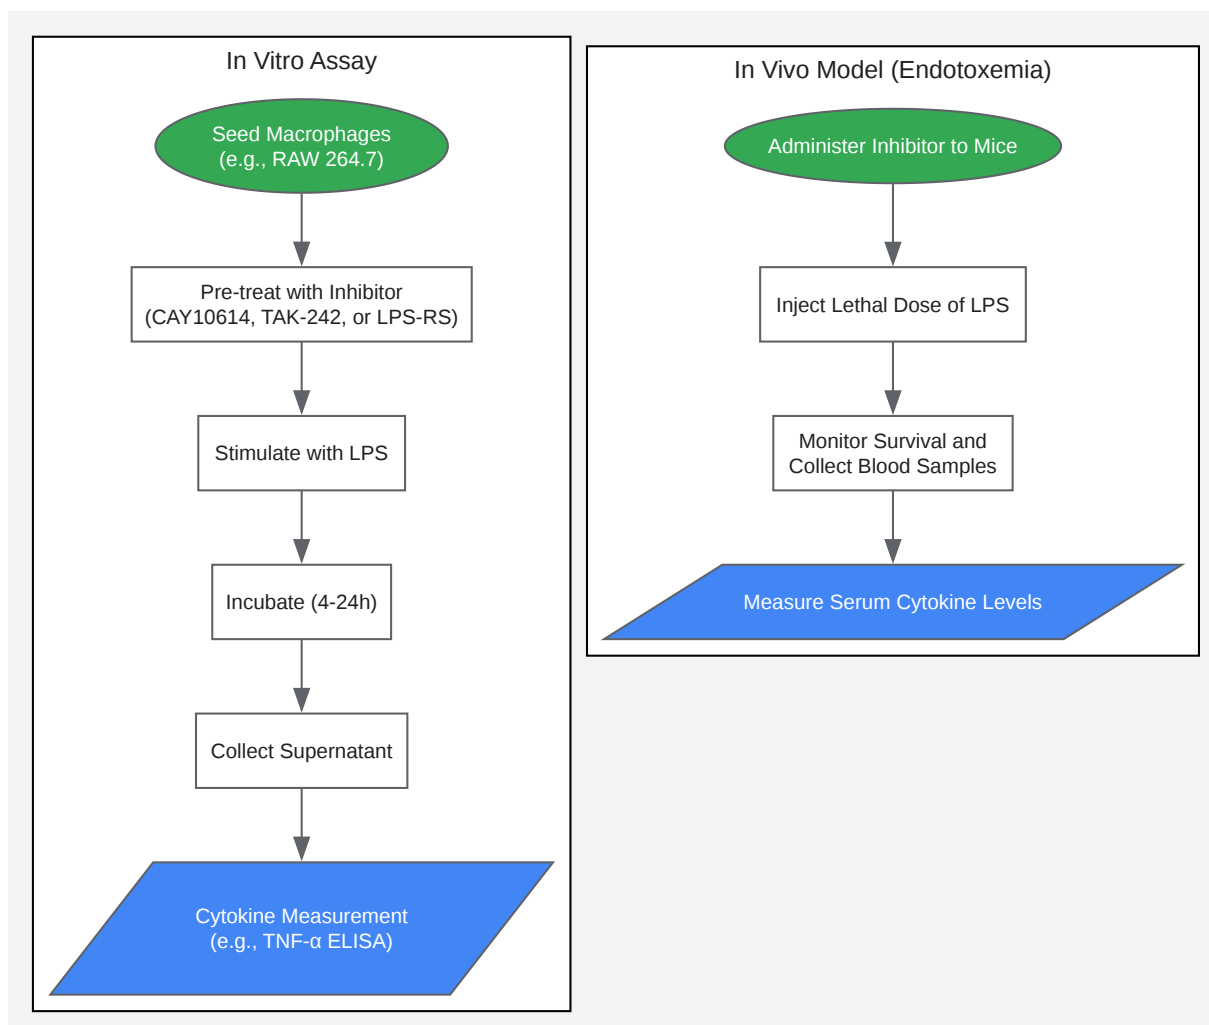 In Vitro Assay
Seed Macrophages
(e.g., RAW 264.7)
Pre-treat with Inhibitor
(CAY10614, TAK-242, or LPS-RS)
Stimulate with LPS
Incubate (4-24h)
Collect Supernatant
Cytokine Measurement
(e.g., TNF-α ELISA)
In Vivo Model (Endotoxemia)
Administer Inhibitor to Mice
Inject Lethal Dose of LPS
Monitor Survival and
Collect Blood Samples
Measure Serum Cytokine Levels